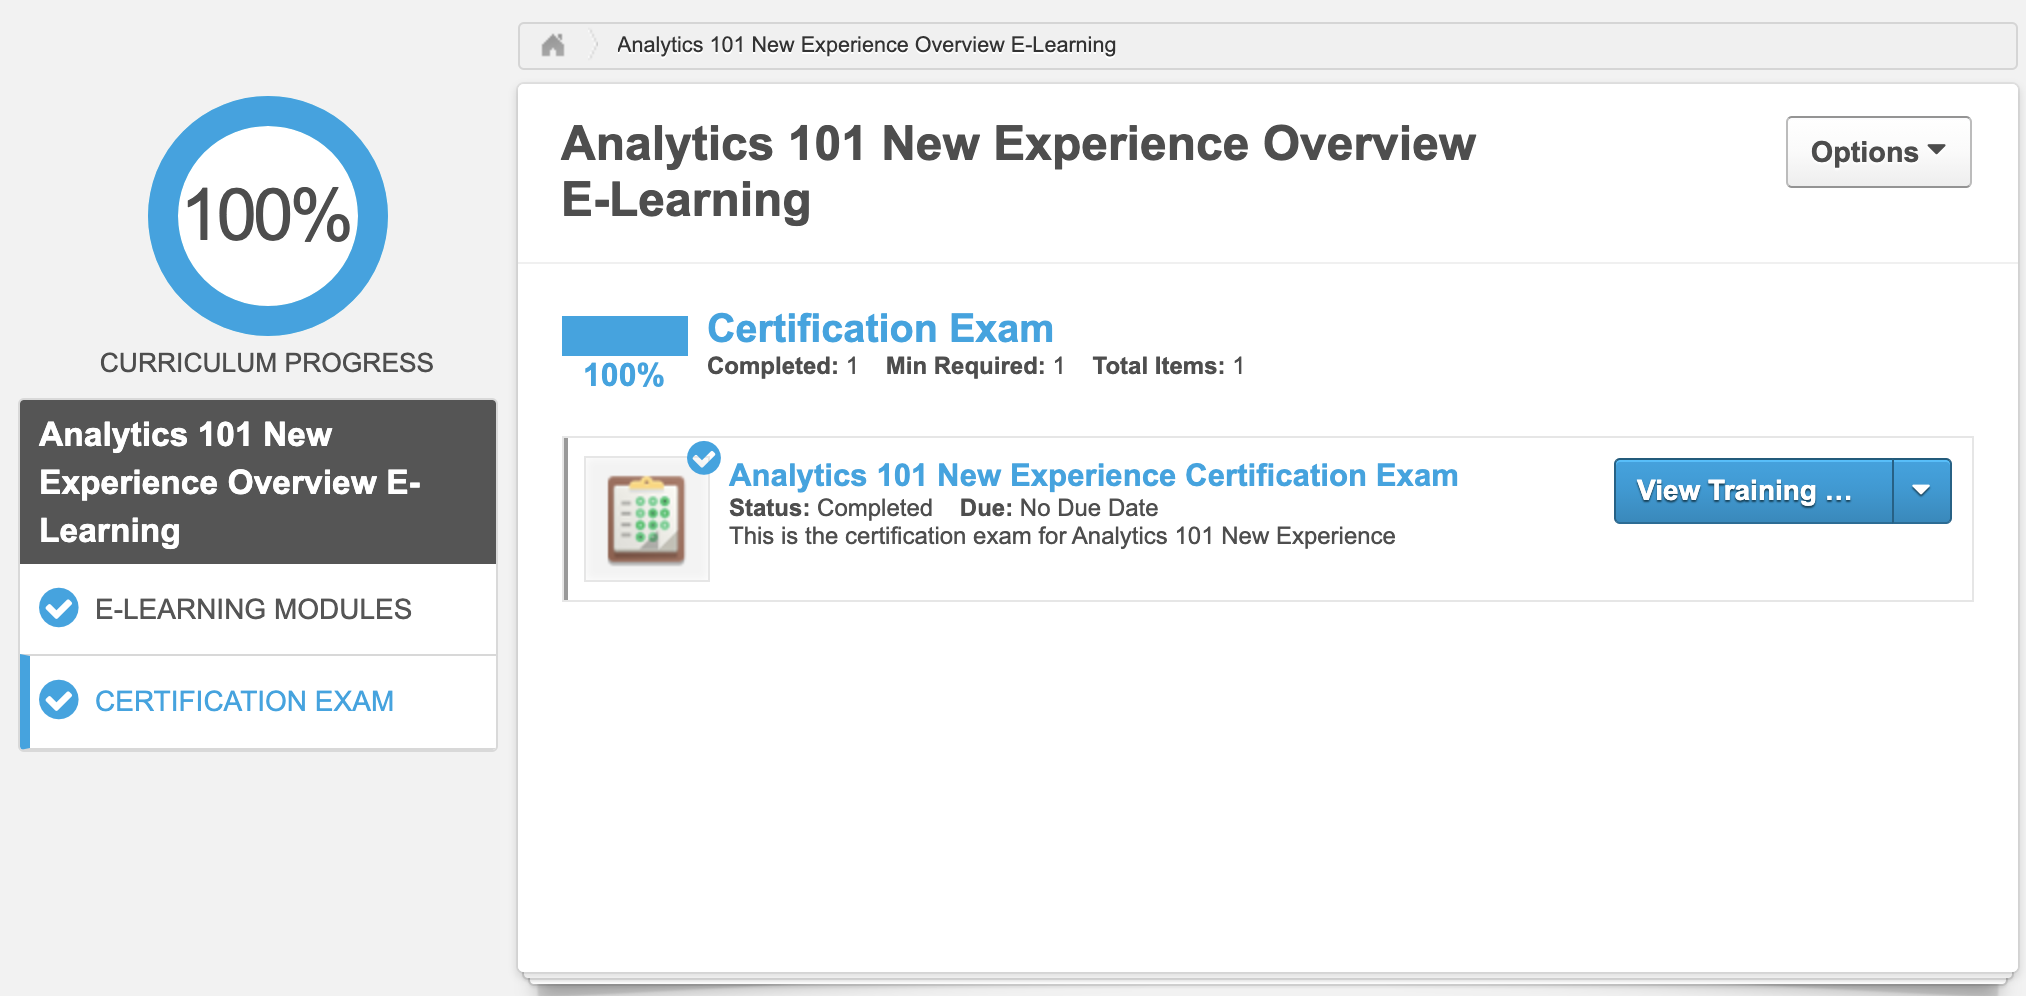 Analytics 101 New Experience Overview E-Learning
100%
CURRICULUM PROGRESS
Analytics 101 New
Experience Overview E-
Learning
E-LEARNING MODULES
CERTIFICATION EXAM
Analytics 101 New Experience Overview
E-Learning
Options
Certification Exam
100%
Completed: 1 Min Required: 1 Total Items: 1
Analytics 101 New Experience Certification Exam
Status: Completed Due: No Due Date
This is the certification exam for Analytics 101 New Experience
View Training ...